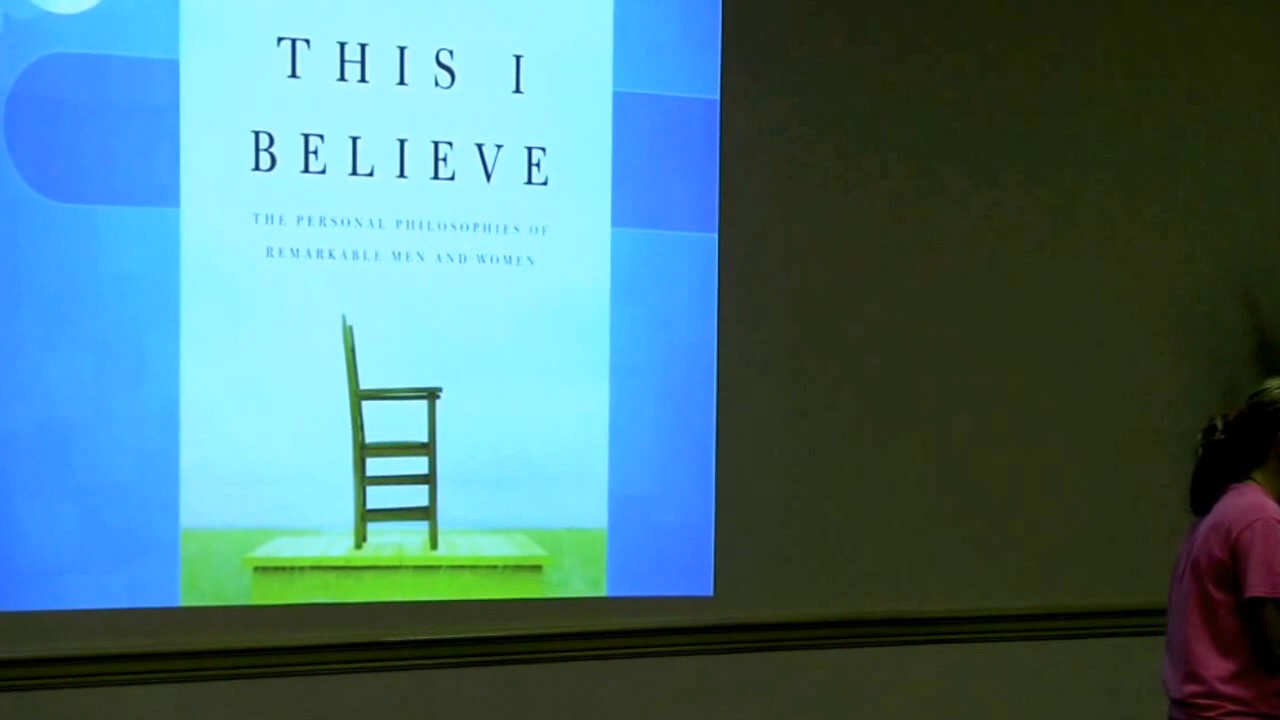 THIS I
BELIEVE
THE PERSONAL PHILOSOPHIES OF
REMARKABLE MEN AND WOMEN